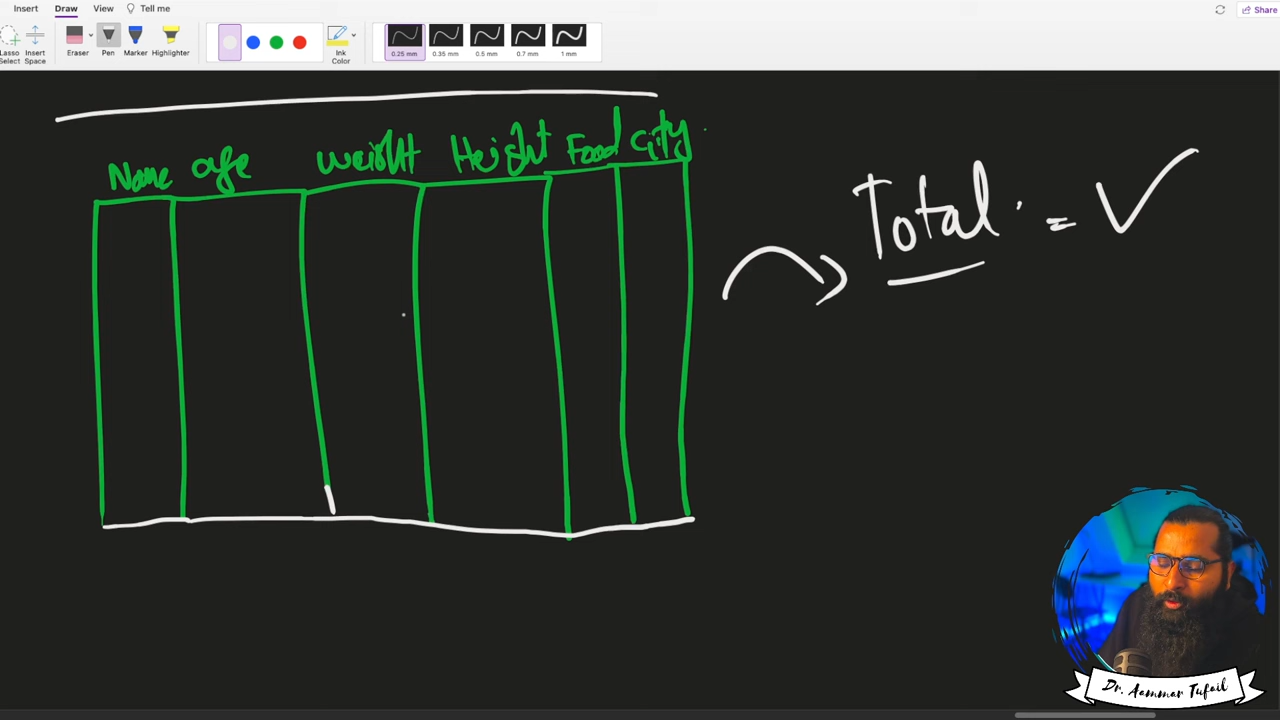 Insert Draw View Tell me
Share
Lasso Select
Insert Space
Eraser
Pen
Marker
Highlighter
Ink Color
0.25 mm
0.35 mm
0.5 mm
0.7 mm
1 mm
Name age weight Height Food City
Total = ✓
Dr. Aammar Tufail